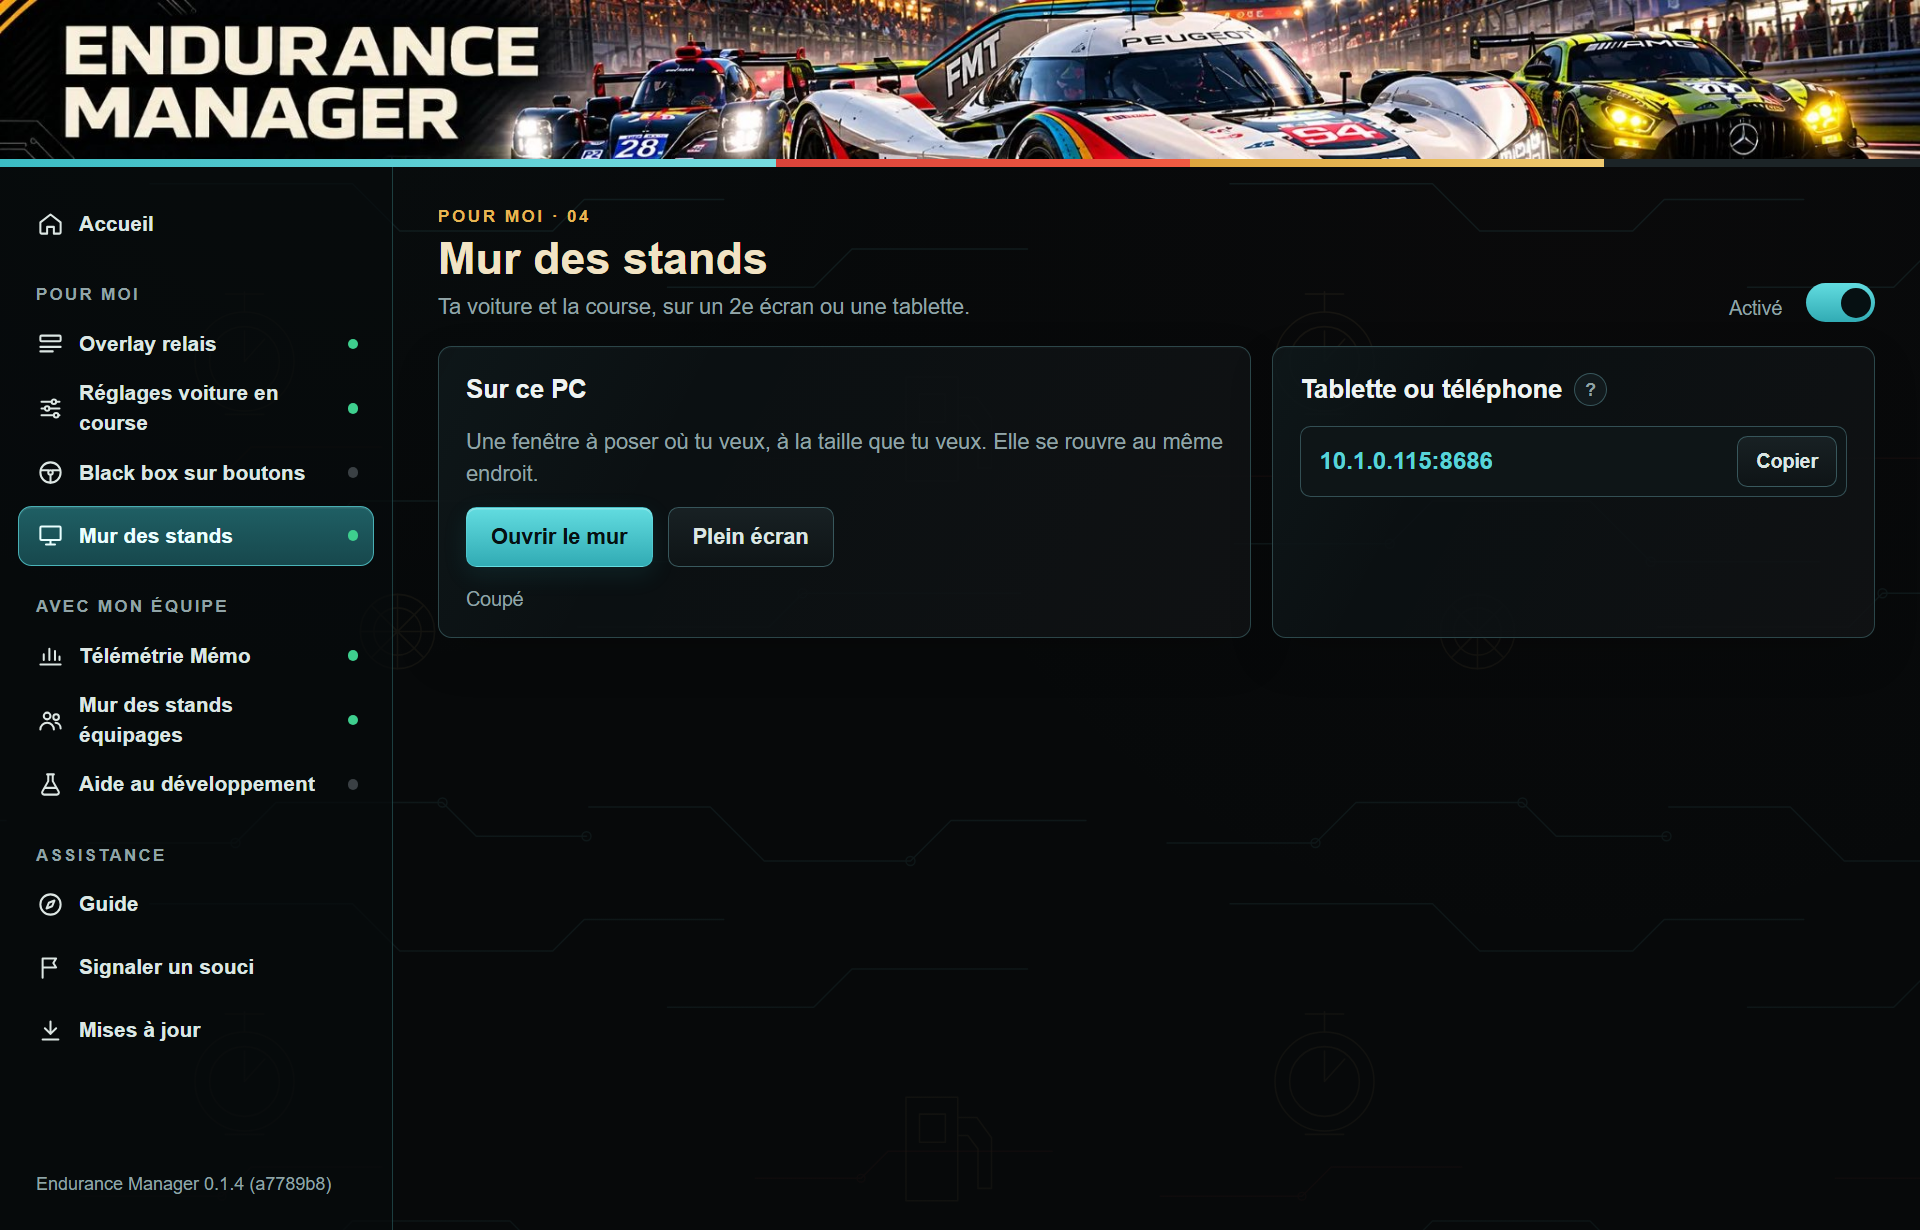 ENDURANCE
MANAGER
FMT
PEUGEOT
AMG
28
94
Accueil
POUR MOI
Overlay relais
Réglages voiture en
course
Black box sur boutons
Mur des stands
AVEC MON ÉQUIPE
Télémétrie Mémo
Mur des stands
équipages
Aide au développement
ASSISTANCE
Guide
Signaler un souci
Mises à jour
Endurance Manager 0.1.4 (a7789b8)
POUR MOI · 04
Mur des stands
Ta voiture et la course, sur un 2e écran ou une tablette.
Activé
Sur ce PC
Une fenêtre à poser où tu veux, à la taille que tu veux. Elle se rouvre au même
endroit.
Ouvrir le mur
Plein écran
Coupé
Tablette ou téléphone ?
10.1.0.115:8686
Copier